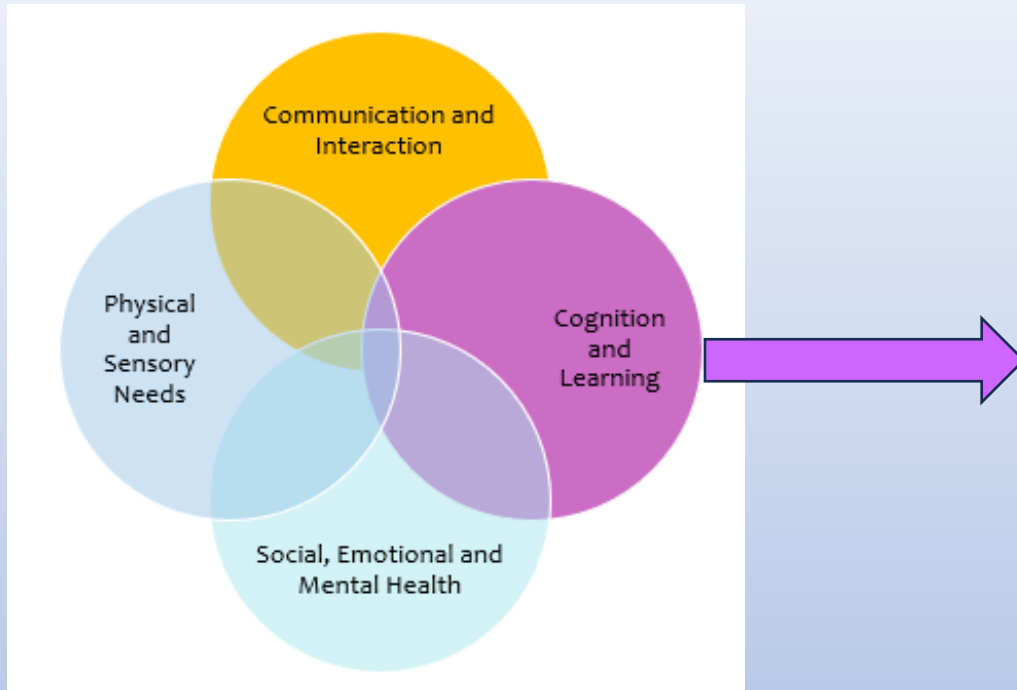 Communication and
Interaction
Physical
and
Sensory
Needs
Cognition
and
Learning
Social, Emotional and
Mental Health